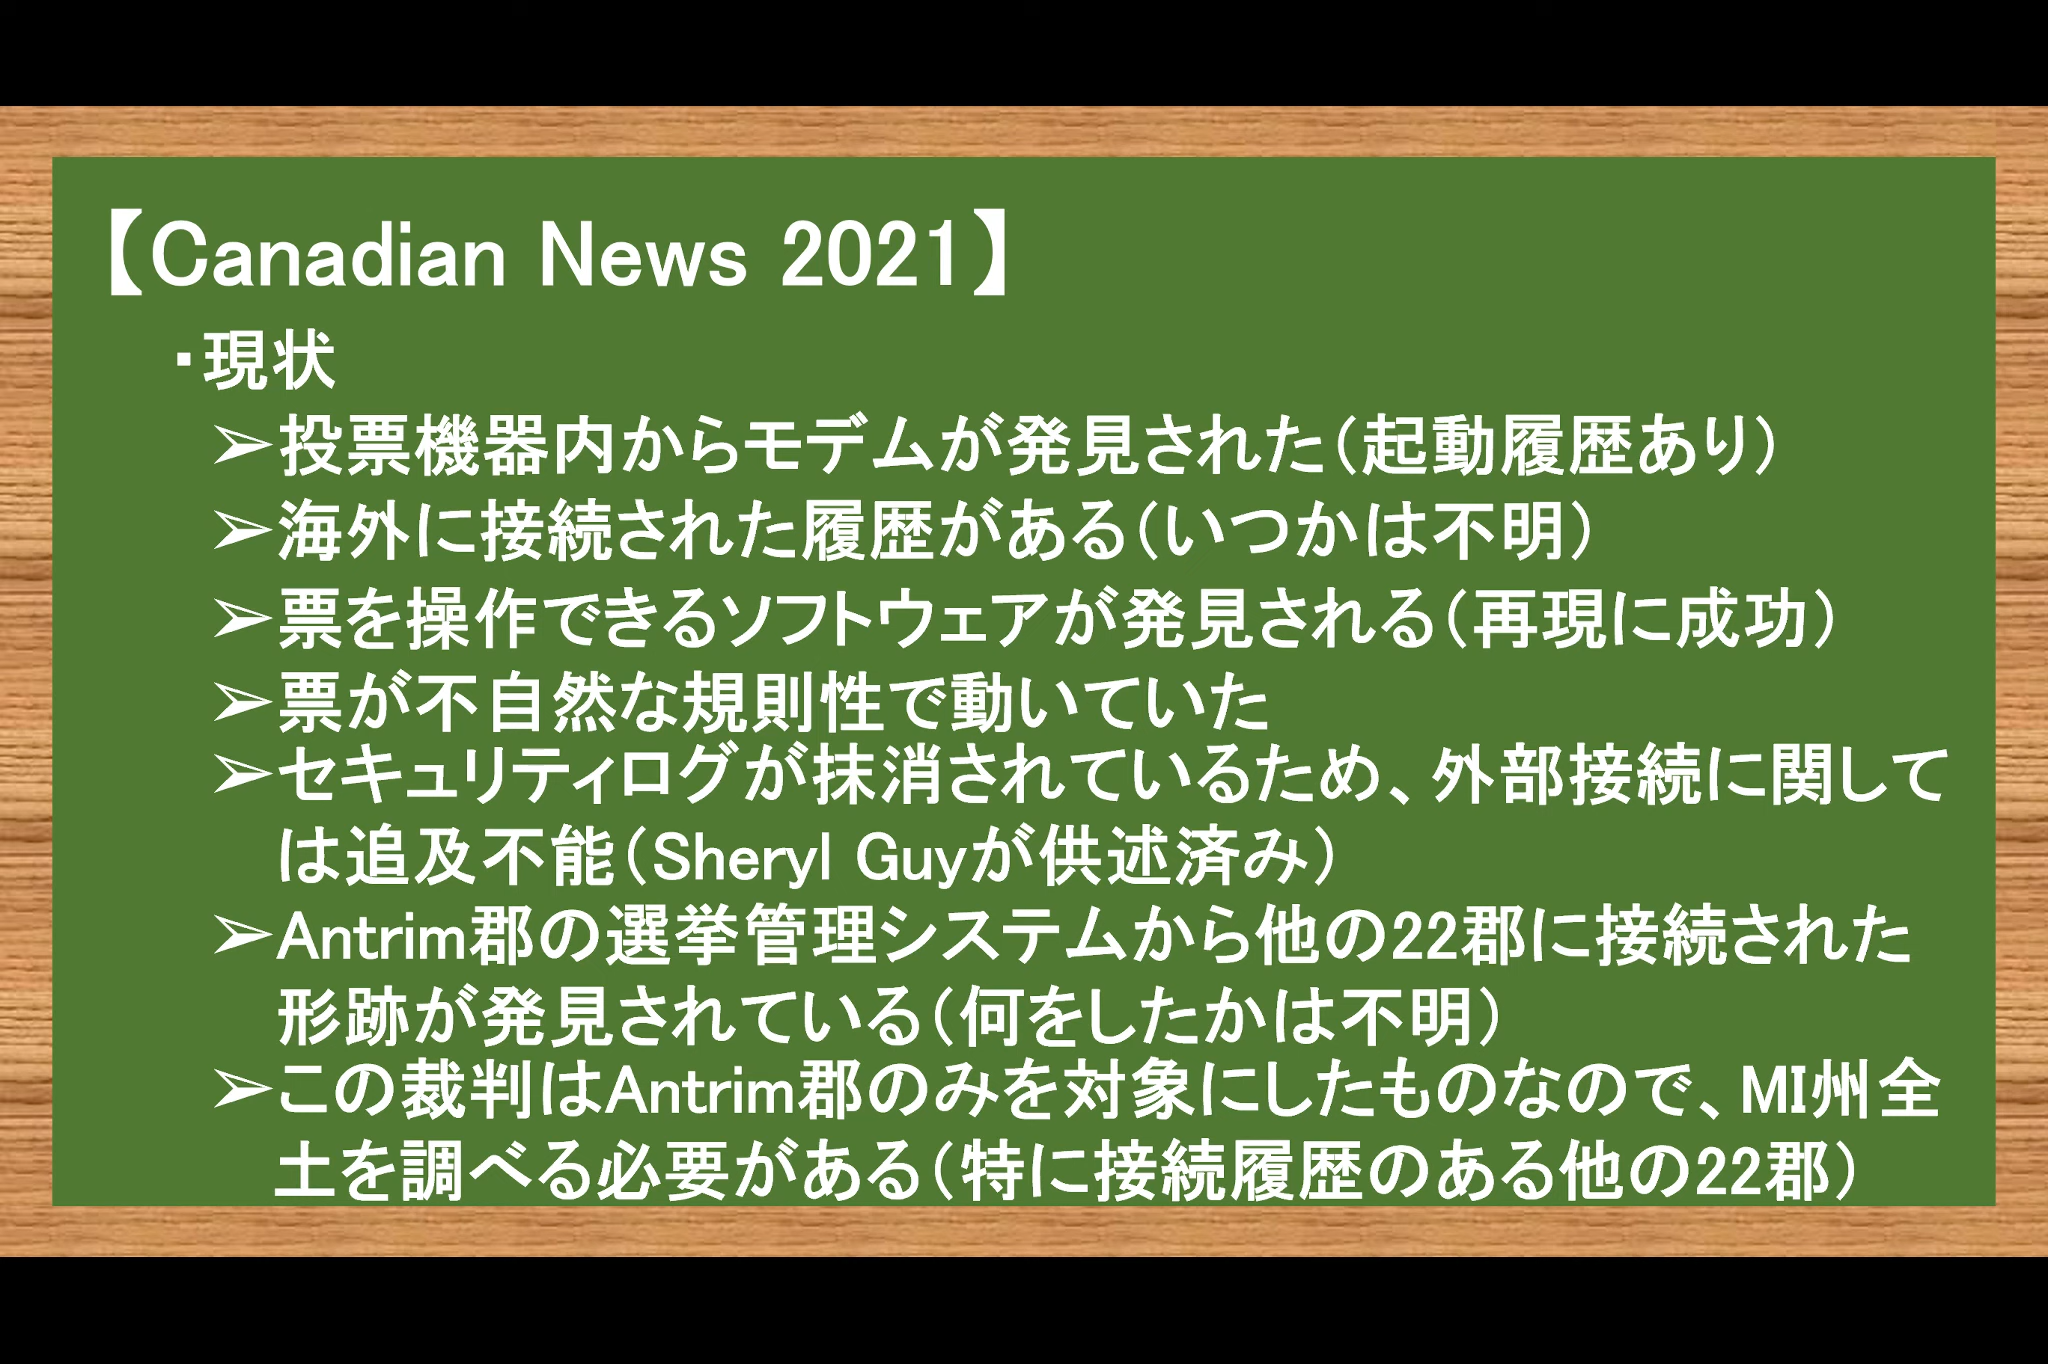 【Canadian News 2021】
・現状
➢投票機器内からモデムが発見された（起動履歴あり）
➢海外に接続された履歴がある（いつかは不明）
➢票を操作できるソフトウェアが発見される（再現に成功）
➢票が不自然な規則性で動いていた
➢セキュリティログが抹消されているため、外部接続に関して
は追及不能（Sheryl Guyが供述済み）
➢Antrim郡の選挙管理システムから他の22郡に接続された
形跡が発見されている（何をしたかは不明）
➢この裁判はAntrim郡のみを対象にしたものなので、MI州全
土を調べる必要がある（特に接続履歴のある他の22郡）